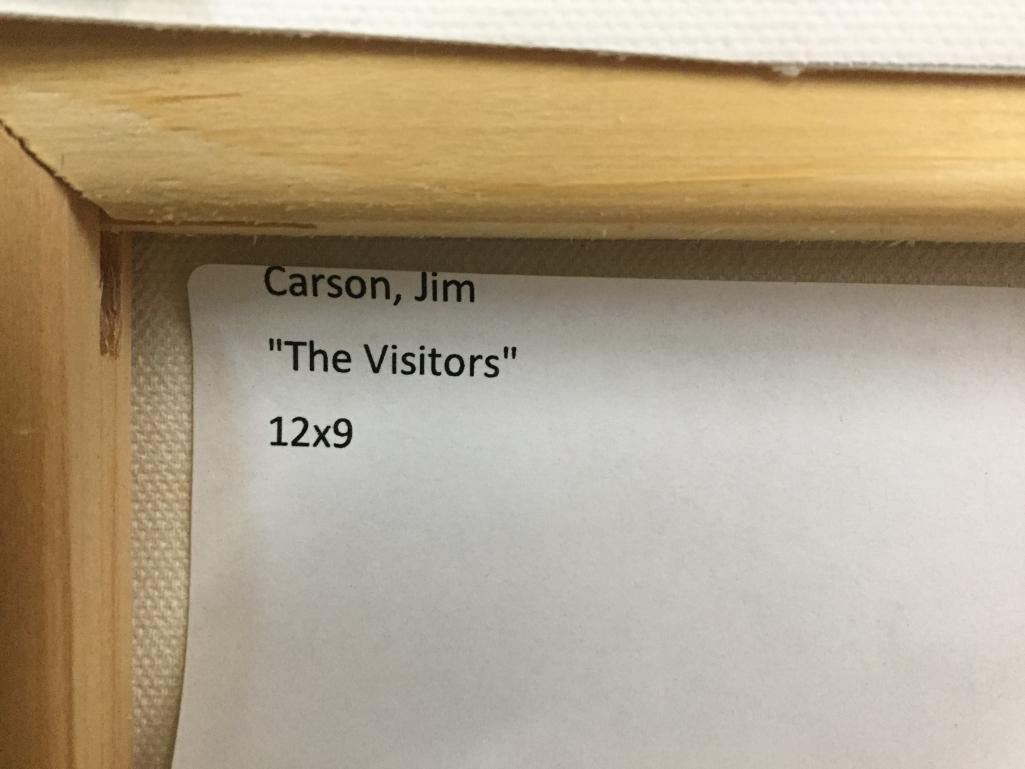 Carson, Jim
"The Visitors"
12x9